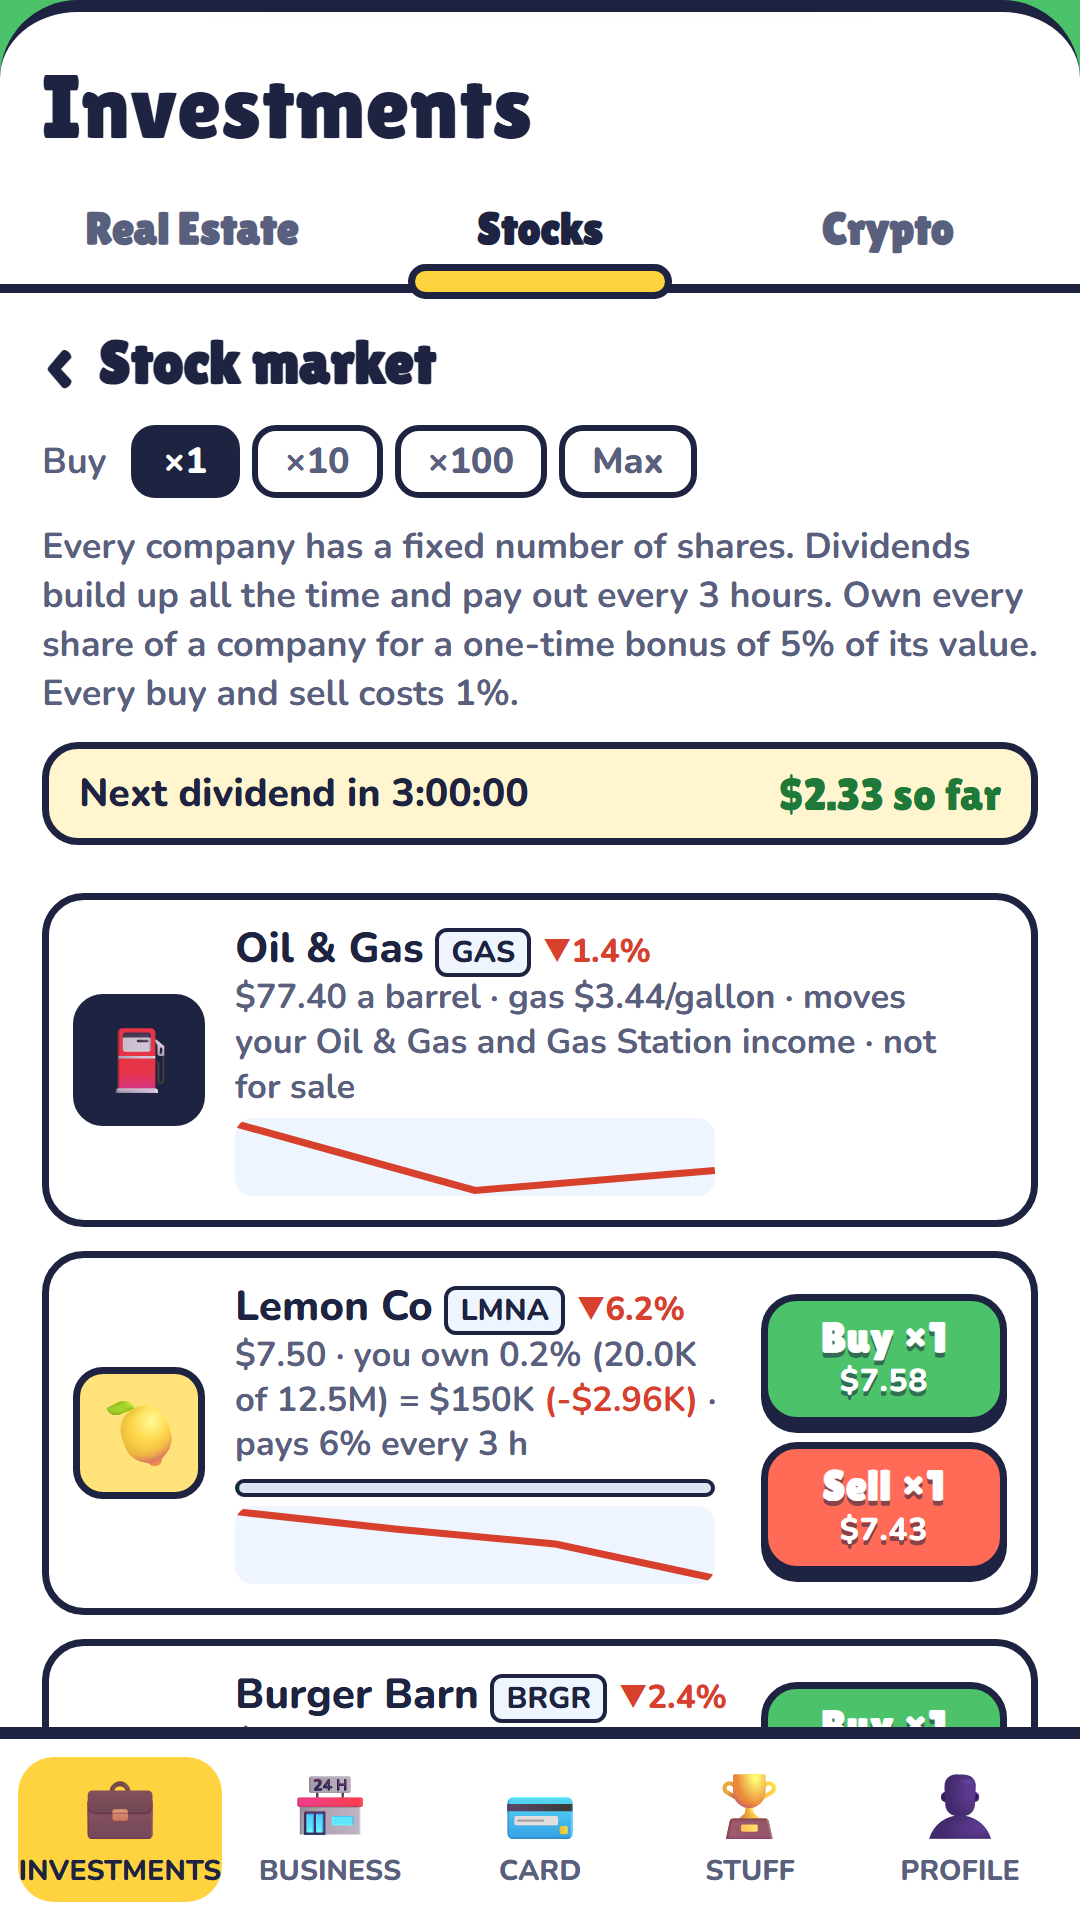 Investments
Real Estate Stocks Crypto
Stock market
Buy ×1 ×10 ×100 Max
Every company has a fixed number of shares. Dividends
build up all the time and pay out every 3 hours. Own every
share of a company for a one-time bonus of 5% of its value.
Every buy and sell costs 1%.
Next dividend in 3:00:00 $2.33 so far
Oil & Gas GAS ▼1.4%
$77.40 a barrel · gas $3.44/gallon · moves
your Oil & Gas and Gas Station income · not
for sale
Lemon Co LMNA ▼6.2%
$7.50 · you own 0.2% (20.0K
of 12.5M) = $150K (-$2.96K) ·
pays 6% every 3 h
Buy ×1
$7.58
Sell ×1
$7.43
Burger Barn BRGR ▼2.4%
Buy ×1
24 H
INVESTMENTS BUSINESS CARD STUFF PROFILE